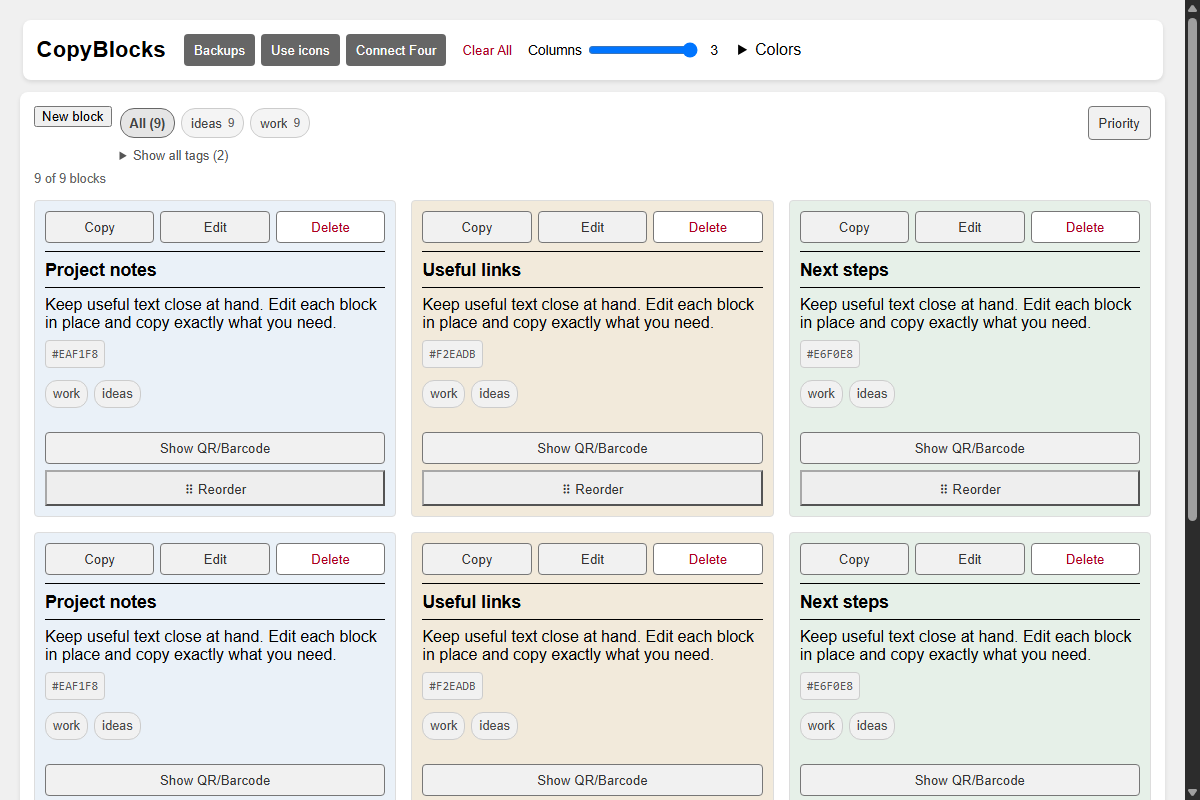 CopyBlocks Backups Use icons Connect Four Clear All Columns 3 ▶ Colors
New block All (9) ideas 9 work 9 Priority
▶ Show all tags (2)
9 of 9 blocks
Copy Edit Delete Copy Edit Delete Copy Edit Delete
Project notes Useful links Next steps
Keep useful text close at hand. Edit each block Keep useful text close at hand. Edit each block Keep useful text close at hand. Edit each block
in place and copy exactly what you need. in place and copy exactly what you need. in place and copy exactly what you need.
#EAF1F8 #F2EADB #E6F0E8
work ideas work ideas work ideas
Show QR/Barcode Show QR/Barcode Show QR/Barcode
⠿ Reorder ⠿ Reorder ⠿ Reorder
Copy Edit Delete Copy Edit Delete Copy Edit Delete
Project notes Useful links Next steps
Keep useful text close at hand. Edit each block Keep useful text close at hand. Edit each block Keep useful text close at hand. Edit each block
in place and copy exactly what you need. in place and copy exactly what you need. in place and copy exactly what you need.
#EAF1F8 #F2EADB #E6F0E8
work ideas work ideas work ideas
Show QR/Barcode Show QR/Barcode Show QR/Barcode